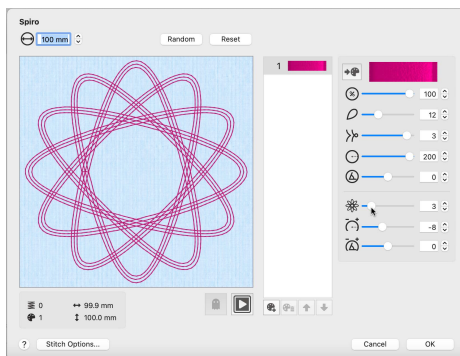 Spiro
100 mm
Random
Reset
1
100
12
3
200
0
3
-8
0
0
99.9 mm
1
100.0 mm
?
Stitch Options...
Cancel
OK